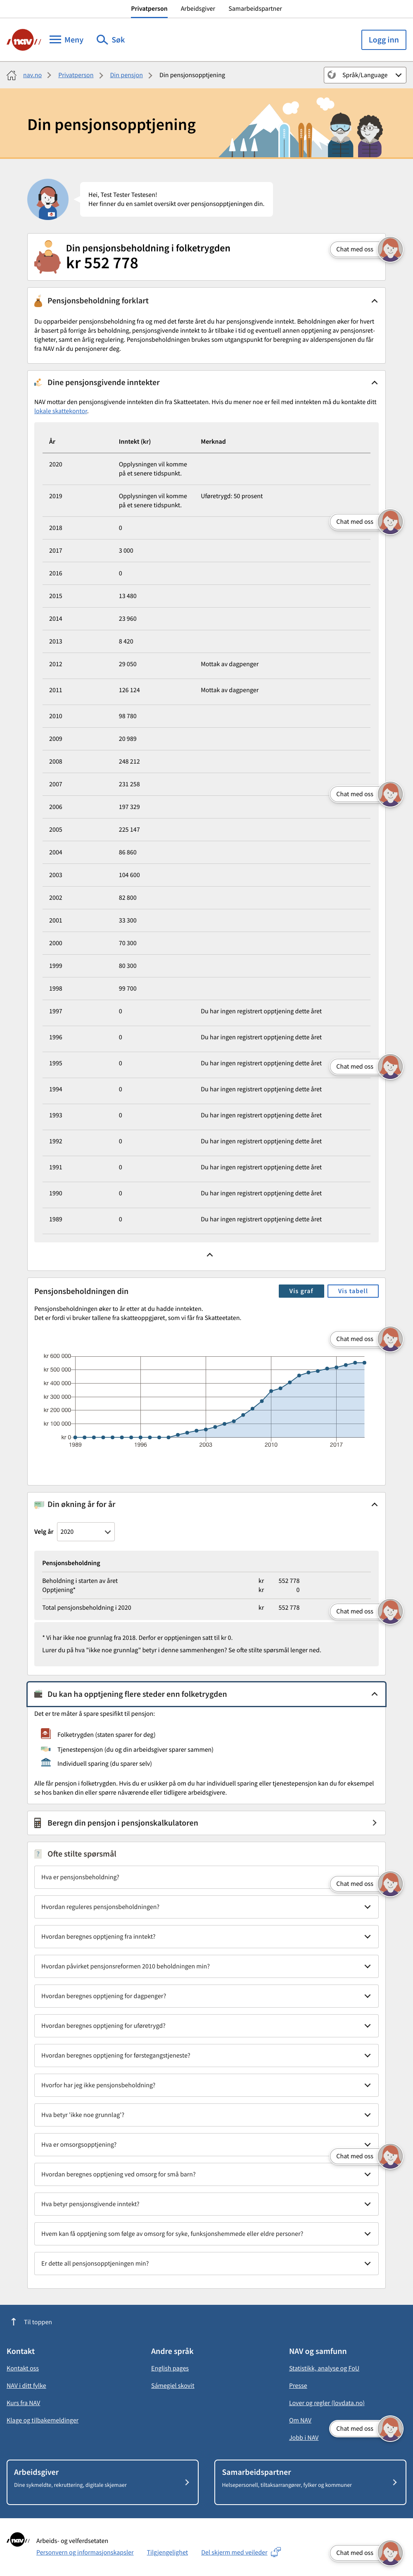 Privatperson Arbeidsgiver Samarbeidspartner
nav Meny Søk Logg inn
nav.no Privatperson Din pensjon Din pensjonsopptjening Språk/Language
Din pensjonsopptjening
Hei, Test Tester Testesen!
Her finner du en samlet oversikt over pensjonsopptjeningen din.
Din pensjonsbeholdning i folketrygden
kr 552 778
Chat med oss
Pensjonsbeholdning forklart
Du opparbeider pensjonsbeholdning fra og med det første året du har pensjonsgivende inntekt. Beholdningen øker for hvert
år basert på forrige års beholdning, pensjonsgivende inntekt to år tilbake i tid og eventuell annen opptjening av pensjonsret-
tigheter, samt en årlig regulering. Pensjonsbeholdningen brukes som utgangspunkt for beregning av alderspensjonen du får
fra NAV når du pensjonerer deg.
Dine pensjonsgivende inntekter
NAV mottar den pensjonsgivende inntekten din fra Skatteetaten. Hvis du mener noe er feil med inntekten må du kontakte ditt
lokale skattekontor.
År Inntekt (kr) Merknad
2020 Opplysningen vil komme
på et senere tidspunkt.
2019 Opplysningen vil komme Uføretrygd: 50 prosent
på et senere tidspunkt.
Chat med oss
2018 0
2017 3 000
2016 0
2015 13 480
2014 23 960
2013 8 420
2012 29 050 Mottak av dagpenger
2011 126 124 Mottak av dagpenger
2010 98 780
2009 20 989
2008 248 212
2007 231 258
Chat med oss
2006 197 329
2005 225 147
2004 86 860
2003 104 600
2002 82 800
2001 33 300
2000 70 300
1999 80 300
1998 99 700
1997 0 Du har ingen registrert opptjening dette året
1996 0 Du har ingen registrert opptjening dette året
1995 0 Du har ingen registrert opptjening dette året
Chat med oss
1994 0 Du har ingen registrert opptjening dette året
1993 0 Du har ingen registrert opptjening dette året
1992 0 Du har ingen registrert opptjening dette året
1991 0 Du har ingen registrert opptjening dette året
1990 0 Du har ingen registrert opptjening dette året
1989 0 Du har ingen registrert opptjening dette året
Pensjonsbeholdningen din Vis graf Vis tabell
Pensjonsbeholdningen øker to år etter at du hadde inntekten.
Det er fordi vi bruker tallene fra skatteoppgjøret, som vi får fra Skatteetaten.
Chat med oss
kr 600 000
kr 500 000
kr 400 000
kr 300 000
kr 200 000
kr 100 000
kr 0
1989 1996 2003 2010 2017
Din økning år for år
Velg år 2020
Pensjonsbeholdning
Beholdning i starten av året kr 552 778
Opptjening* kr 0
Total pensjonsbeholdning i 2020 kr 552 778
Chat med oss
* Vi har ikke noe grunnlag fra 2018. Derfor er opptjeningen satt til kr 0.
Lurer du på hva "ikke noe grunnlag" betyr i denne sammenhengen? Se ofte stilte spørsmål lenger ned.
Du kan ha opptjening flere steder enn folketrygden
Det er tre måter å spare spesifikt til pensjon:
Folketrygden (staten sparer for deg)
Tjenestepensjon (du og din arbeidsgiver sparer sammen)
Individuell sparing (du sparer selv)
Alle får pensjon i folketrygden. Hvis du er usikker på om du har individuell sparing eller tjenestepensjon kan du for eksempel
se hos banken din eller spørre nåværende eller tidligere arbeidsgivere.
Beregn din pensjon i pensjonskalkulatoren
Ofte stilte spørsmål
Hva er pensjonsbeholdning?
Chat med oss
Hvordan reguleres pensjonsbeholdningen?
Hvordan beregnes opptjening fra inntekt?
Hvordan påvirket pensjonsreformen 2010 beholdningen min?
Hvordan beregnes opptjening for dagpenger?
Hvordan beregnes opptjening for uføretrygd?
Hvordan beregnes opptjening for førstegangstjeneste?
Hvorfor har jeg ikke pensjonsbeholdning?
Hva betyr 'ikke noe grunnlag'?
Hva er omsorgsopptjening?
Chat med oss
Hvordan beregnes opptjening ved omsorg for små barn?
Hva betyr pensjonsgivende inntekt?
Hvem kan få opptjening som følge av omsorg for syke, funksjonshemmede eller eldre personer?
Er dette all pensjonsopptjeningen min?
Til toppen
Kontakt Andre språk NAV og samfunn
Kontakt oss English pages Statistikk, analyse og FoU
NAV i ditt fylke Sámegiel skovit Presse
Kurs fra NAV Lover og regler (lovdata.no)
Klage og tilbakemeldinger Om NAV
Chat med oss
Jobb i NAV
Arbeidsgiver Samarbeidspartner
Dine sykmeldte, rekruttering, digitale skjemaer Helsepersonell, tiltaksarrangører, fylker og kommuner
nav Arbeids- og velferdsetaten
Personvern og informasjonskapsler Tilgjengelighet Del skjerm med veileder
Chat med oss